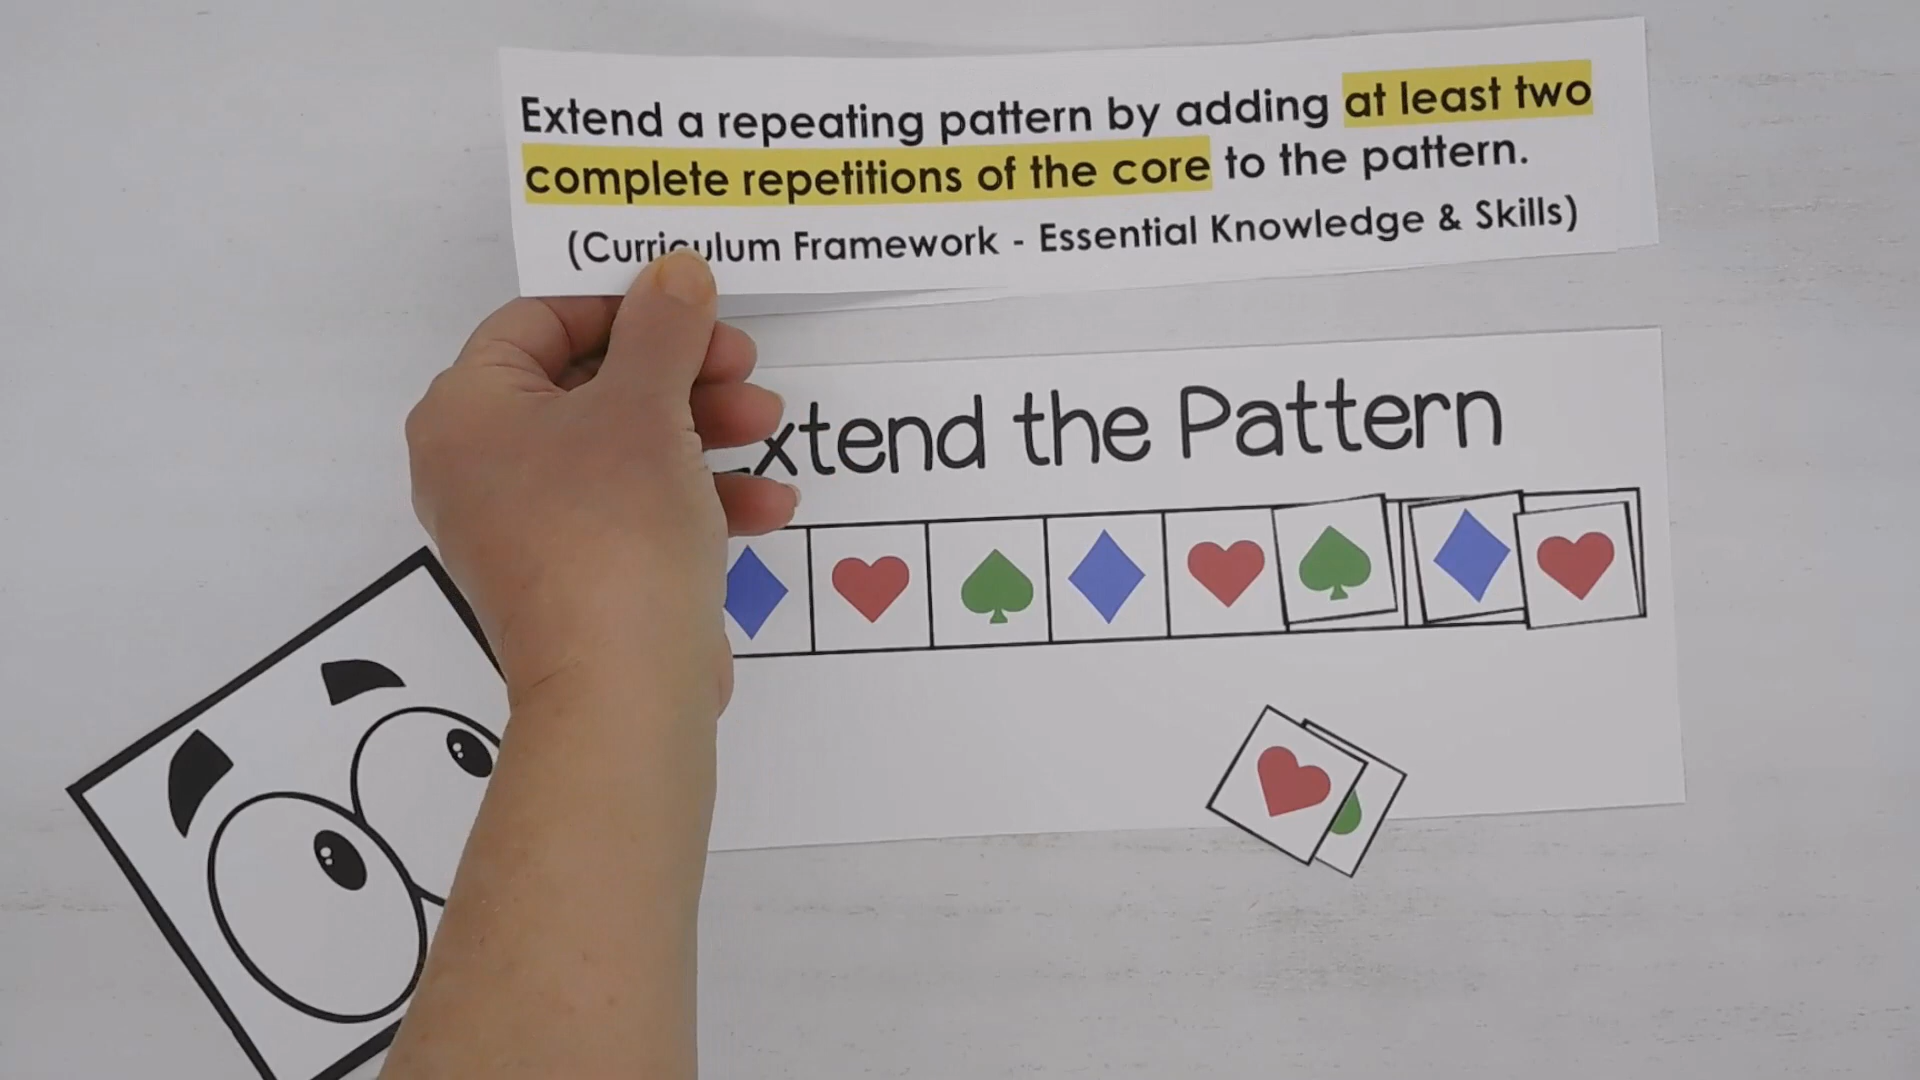 Extend a repeating pattern by adding at least two
complete repetitions of the core to the pattern.
(Curriculum Framework - Essential Knowledge & Skills)
Extend the Pattern